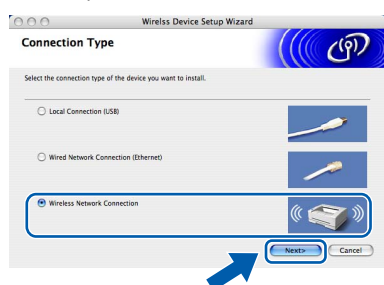 Wirelss Device Setup Wizard
Connection Type
Select the connection type of the device you want to install.
Local Connection (USB)
Wired Network Connection (Ethernet)
Wireless Network Connection
Next> Cancel